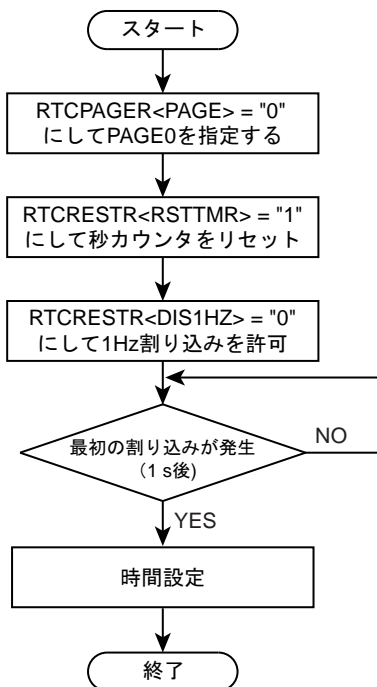 スタート
RTCPAGER<PAGE> = "0"
にしてPAGE0を指定する
RTCRESTR<RSTTMR> = "1"
にして秒カウンタをリセット
RTCRESTR<DIS1HZ> = "0"
にして1Hz割り込みを許可
最初の割り込みが発生
（1 s後)
NO
YES
時間設定
終了